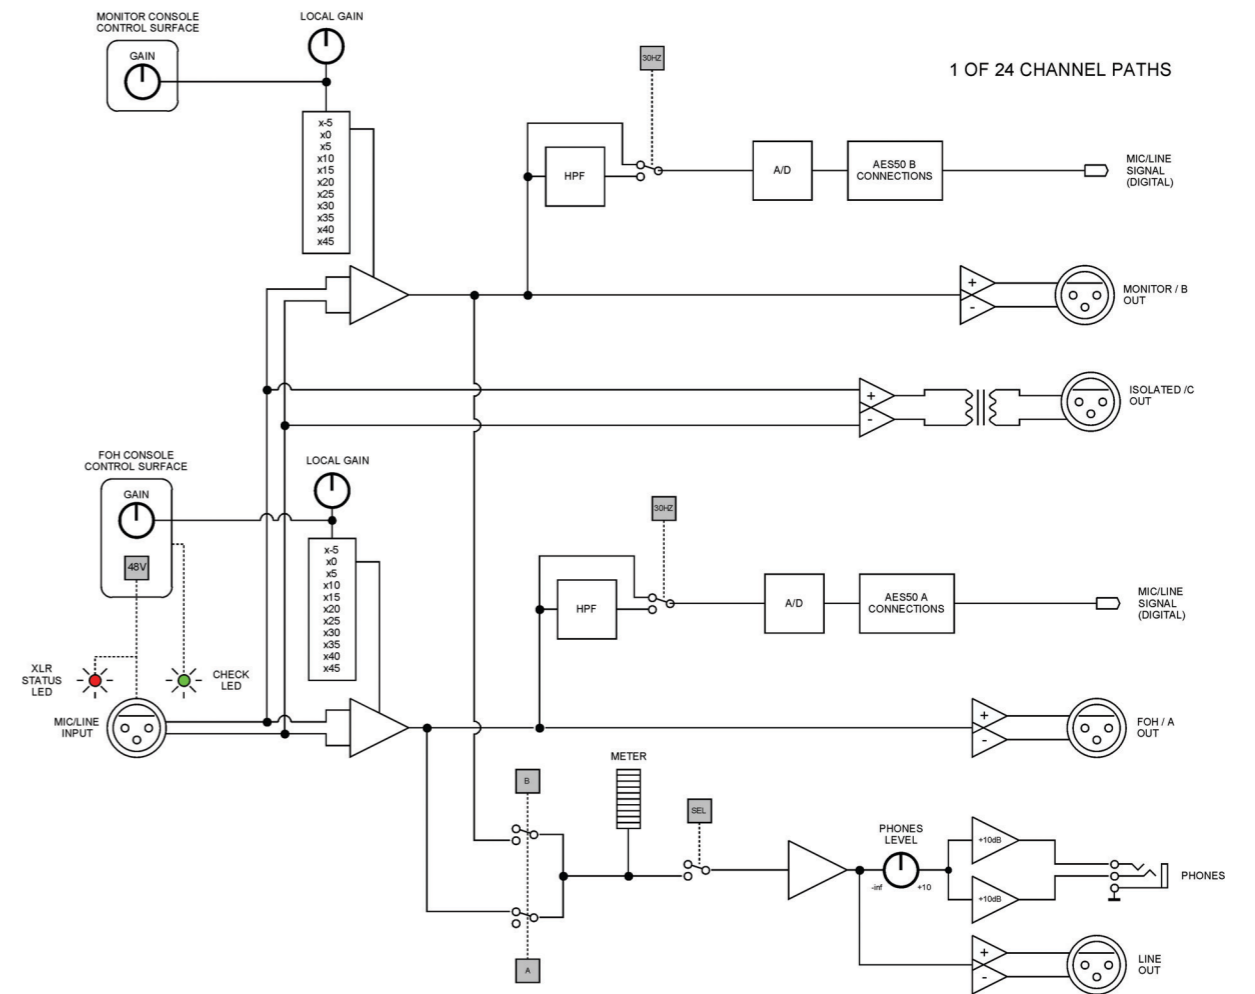 MONITOR CONSOLE
CONTROL SURFACE
LOCAL GAIN
GAIN
30HZ
1 OF 24 CHANNEL PATHS
x-5
x0
x5
x10
x15
x20
x25
x30
x35
x40
x45
HPF
A/D
AES50 B
CONNECTIONS
MIC/LINE
SIGNAL
(DIGITAL)
+
-
MONITOR / B
OUT
+
-
ISOLATED /C
OUT
FOH CONSOLE
CONTROL SURFACE
LOCAL GAIN
GAIN
48V
30HZ
x-5
x0
x5
x10
x15
x20
x25
x30
x35
x40
x45
HPF
A/D
AES50 A
CONNECTIONS
MIC/LINE
SIGNAL
(DIGITAL)
XLR
STATUS
LED
CHECK
LED
MIC/LINE
INPUT
+
-
FOH / A
OUT
METER
B
SEL
PHONES
LEVEL
-inf
+10
+10dB
+10dB
PHONES
A
+
-
LINE
OUT